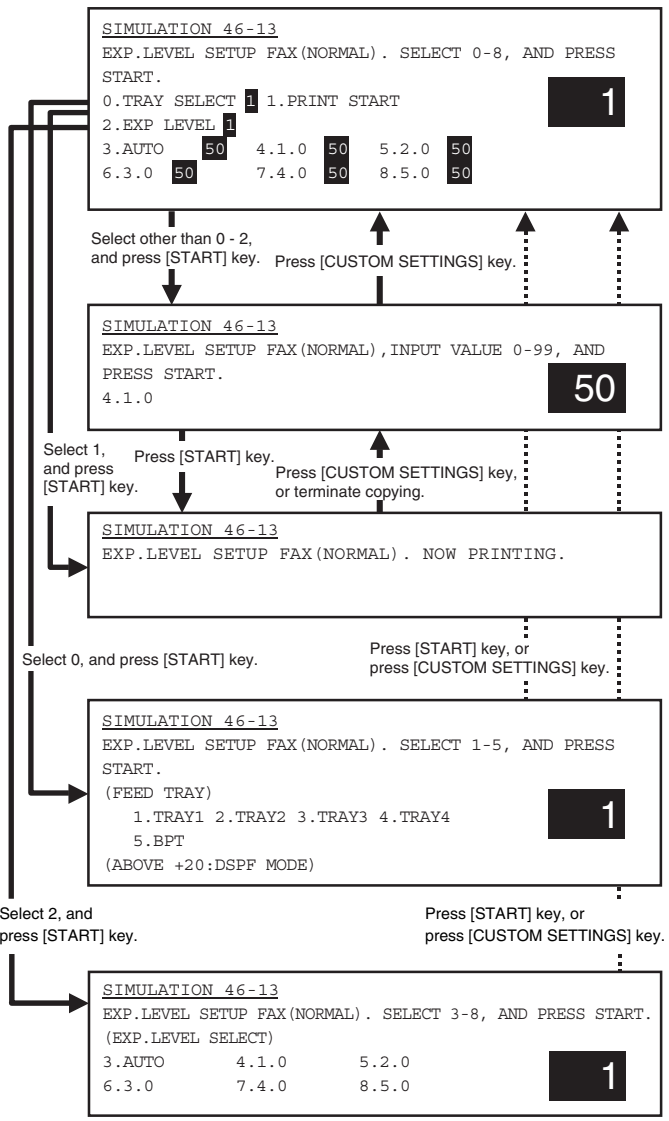 SIMULATION 46-13
EXP.LEVEL SETUP FAX(NORMAL). SELECT 0-8, AND PRESS
START.
0.TRAY SELECT 1 1.PRINT START
1
2.EXP LEVEL 1
3.AUTO 50 4.1.0 50 5.2.0 50
6.3.0 50 7.4.0 50 8.5.0 50
Select other than 0 - 2,
and press [START] key.
Press [CUSTOM SETTINGS] key.
SIMULATION 46-13
EXP.LEVEL SETUP FAX(NORMAL),INPUT VALUE 0-99, AND
PRESS START.
4.1.0
50
Select 1,
and press
[START] key.
Press [START] key.
Press [CUSTOM SETTINGS] key,
or terminate copying.
SIMULATION 46-13
EXP.LEVEL SETUP FAX(NORMAL). NOW PRINTING.
Select 0, and press [START] key.
Press [START] key, or
press [CUSTOM SETTINGS] key.
SIMULATION 46-13
EXP.LEVEL SETUP FAX(NORMAL). SELECT 1-5, AND PRESS
START.
(FEED TRAY)
1.TRAY1 2.TRAY2 3.TRAY3 4.TRAY4
1
5.BPT
(ABOVE +20:DSPF MODE)
Select 2, and
press [START] key.
Press [START] key, or
press [CUSTOM SETTINGS] key.
SIMULATION 46-13
EXP.LEVEL SETUP FAX(NORMAL). SELECT 3-8, AND PRESS START.
(EXP.LEVEL SELECT)
3.AUTO 4.1.0 5.2.0
6.3.0 7.4.0 8.5.0
1